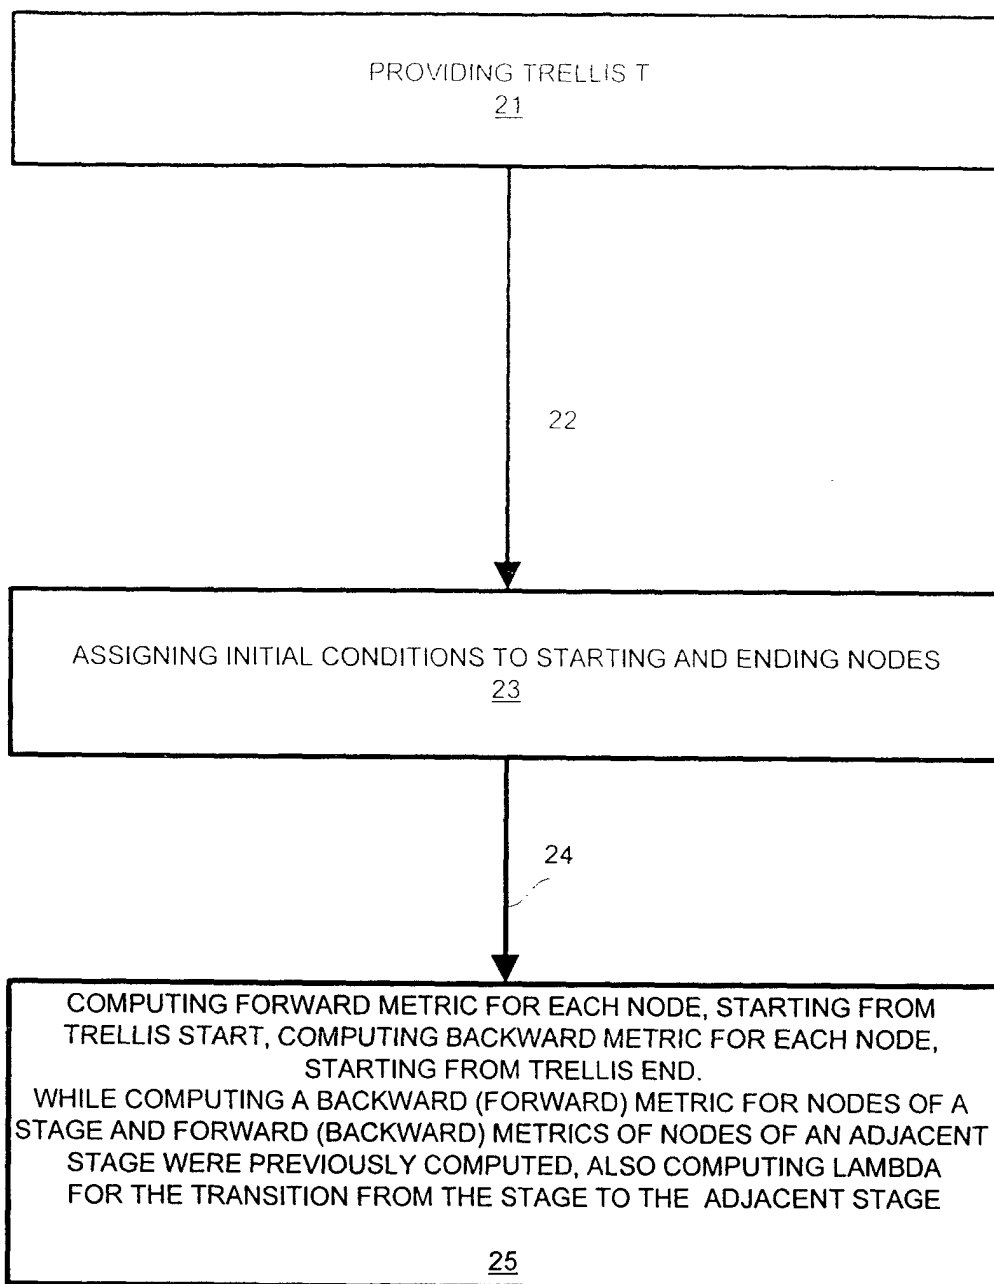 PROVIDING TRELLIS T
21
22
ASSIGNING INITIAL CONDITIONS TO STARTING AND ENDING NODES
23
24
COMPUTING FORWARD METRIC FOR EACH NODE, STARTING FROM
TRELLIS START, COMPUTING BACKWARD METRIC FOR EACH NODE,
STARTING FROM TRELLIS END.
WHILE COMPUTING A BACKWARD (FORWARD) METRIC FOR NODES OF A
STAGE AND FORWARD (BACKWARD) METRICS OF NODES OF AN ADJACENT
STAGE WERE PREVIOUSLY COMPUTED, ALSO COMPUTING LAMBDA
FOR THE TRANSITION FROM THE STAGE TO THE ADJACENT STAGE
25